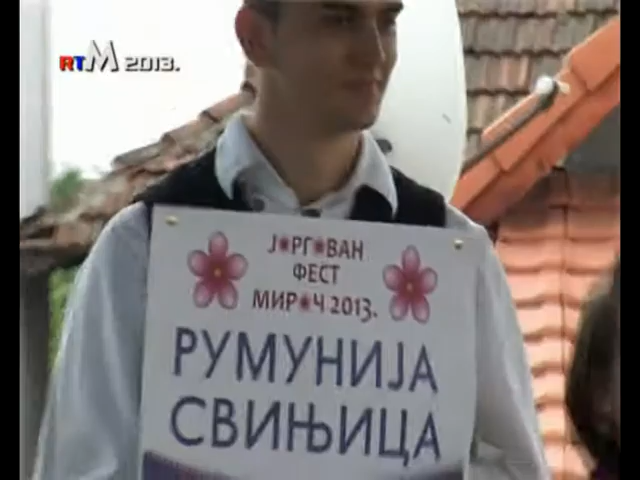 RTM 2013.
ЈОРГОВАН
ФЕСТ
МИРОЧ 2013.
РУМУНИЈА
СВИЊИЦА